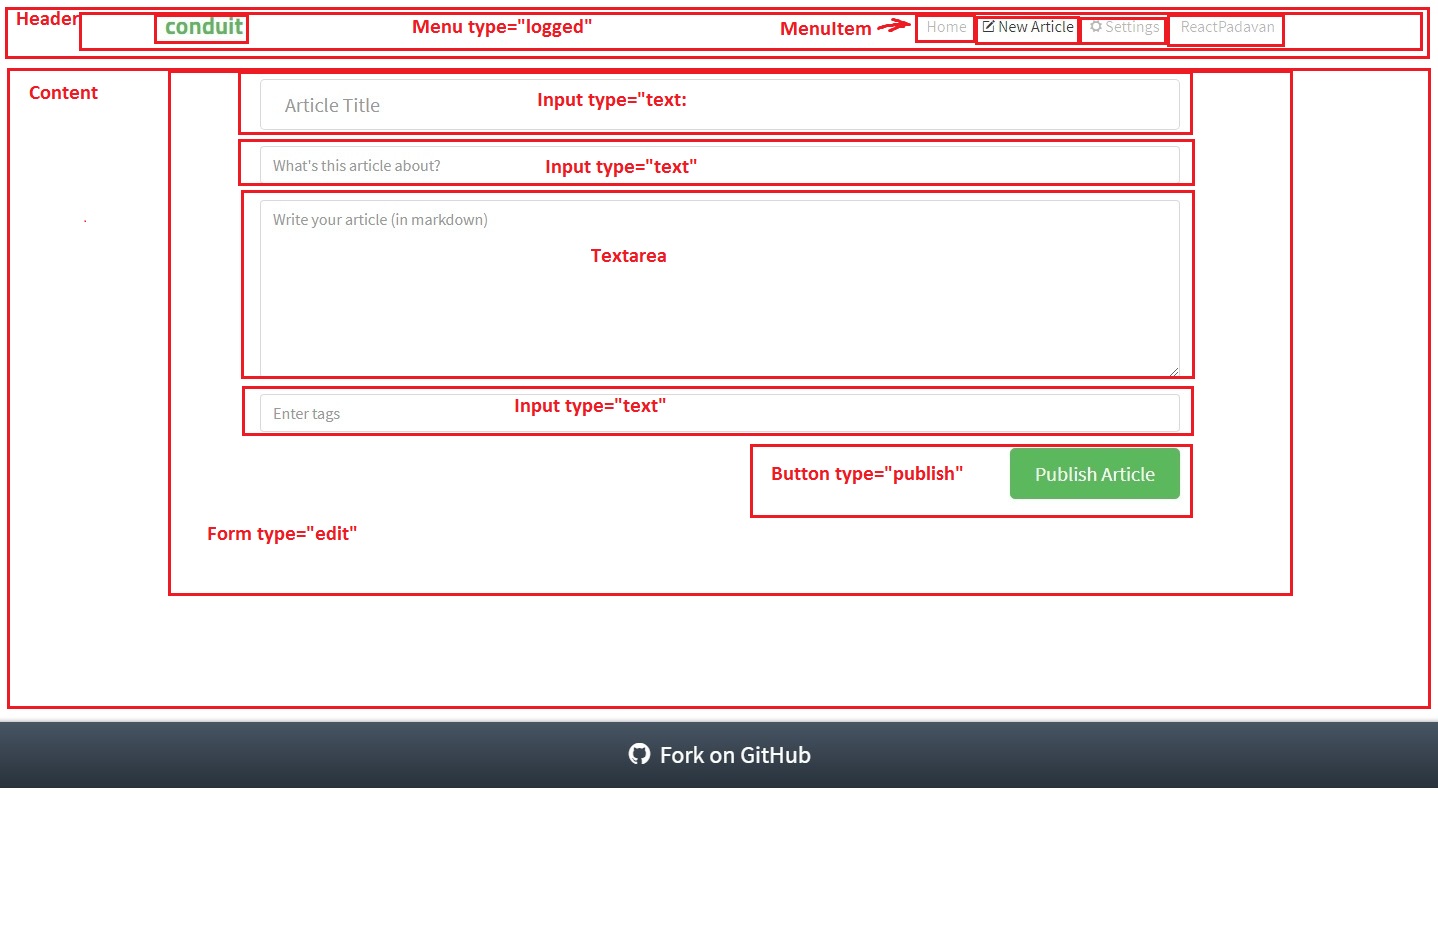 Header
conduit
Menu type="logged"
MenuItem
Home
New Article
Settings
ReactPadavan
Content
Article Title
Input type="text:
What's this article about?
Input type="text"
Write your article (in markdown)
Textarea
Enter tags
Input type="text"
Button type="publish"
Publish Article
Form type="edit"
Fork on GitHub